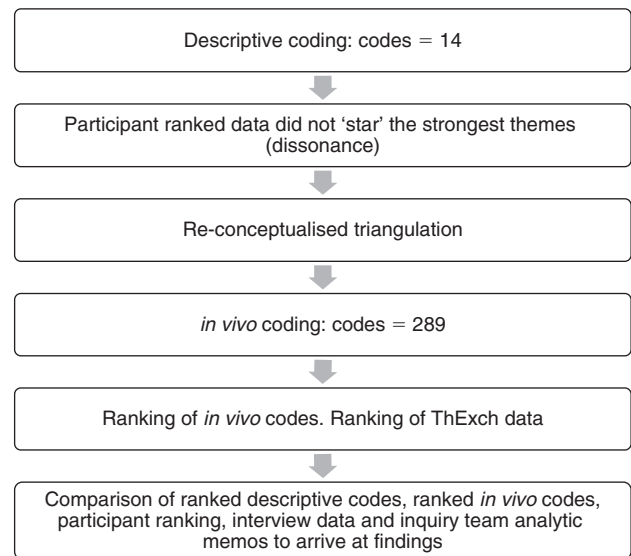 Descriptive coding: codes = 14
Participant ranked data did not ‘star’ the strongest themes
(dissonance)
Re-conceptualised triangulation
in vivo coding: codes = 289
Ranking of in vivo codes. Ranking of ThExch data
Comparison of ranked descriptive codes, ranked in vivo codes,
participant ranking, interview data and inquiry team analytic
memos to arrive at findings